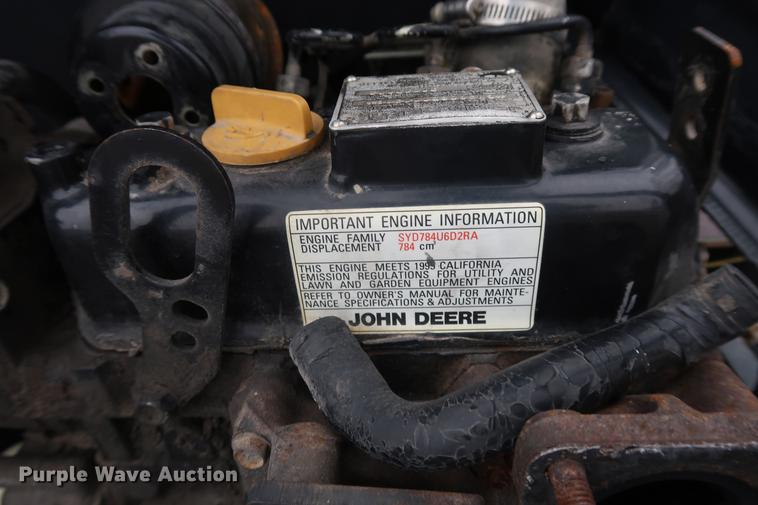 IMPORTANT ENGINE INFORMATION
ENGINE FAMILY SYD784U6D2RA
DISPLACEMENT 784 cm³
THIS ENGINE MEETS 1995 CALIFORNIA
EMISSION REGULATIONS FOR UTILITY AND
LAWN AND GARDEN EQUIPMENT ENGINES
REFER TO OWNER'S MANUAL FOR MAINTE-
NANCE SPECIFICATIONS & ADJUSTMENTS
JOHN DEERE
Purple Wave Auction